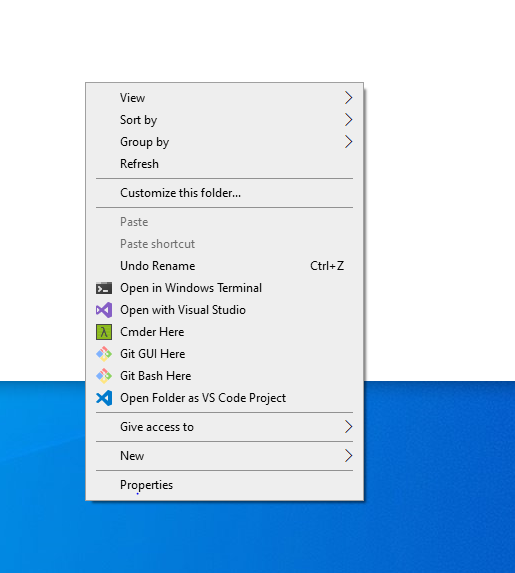 View
Sort by
Group by
Refresh
Customize this folder...
Paste
Paste shortcut
Undo Rename Ctrl+Z
Open in Windows Terminal
Open with Visual Studio
Cmder Here
Git GUI Here
Git Bash Here
Open Folder as VS Code Project
Give access to
New
Properties